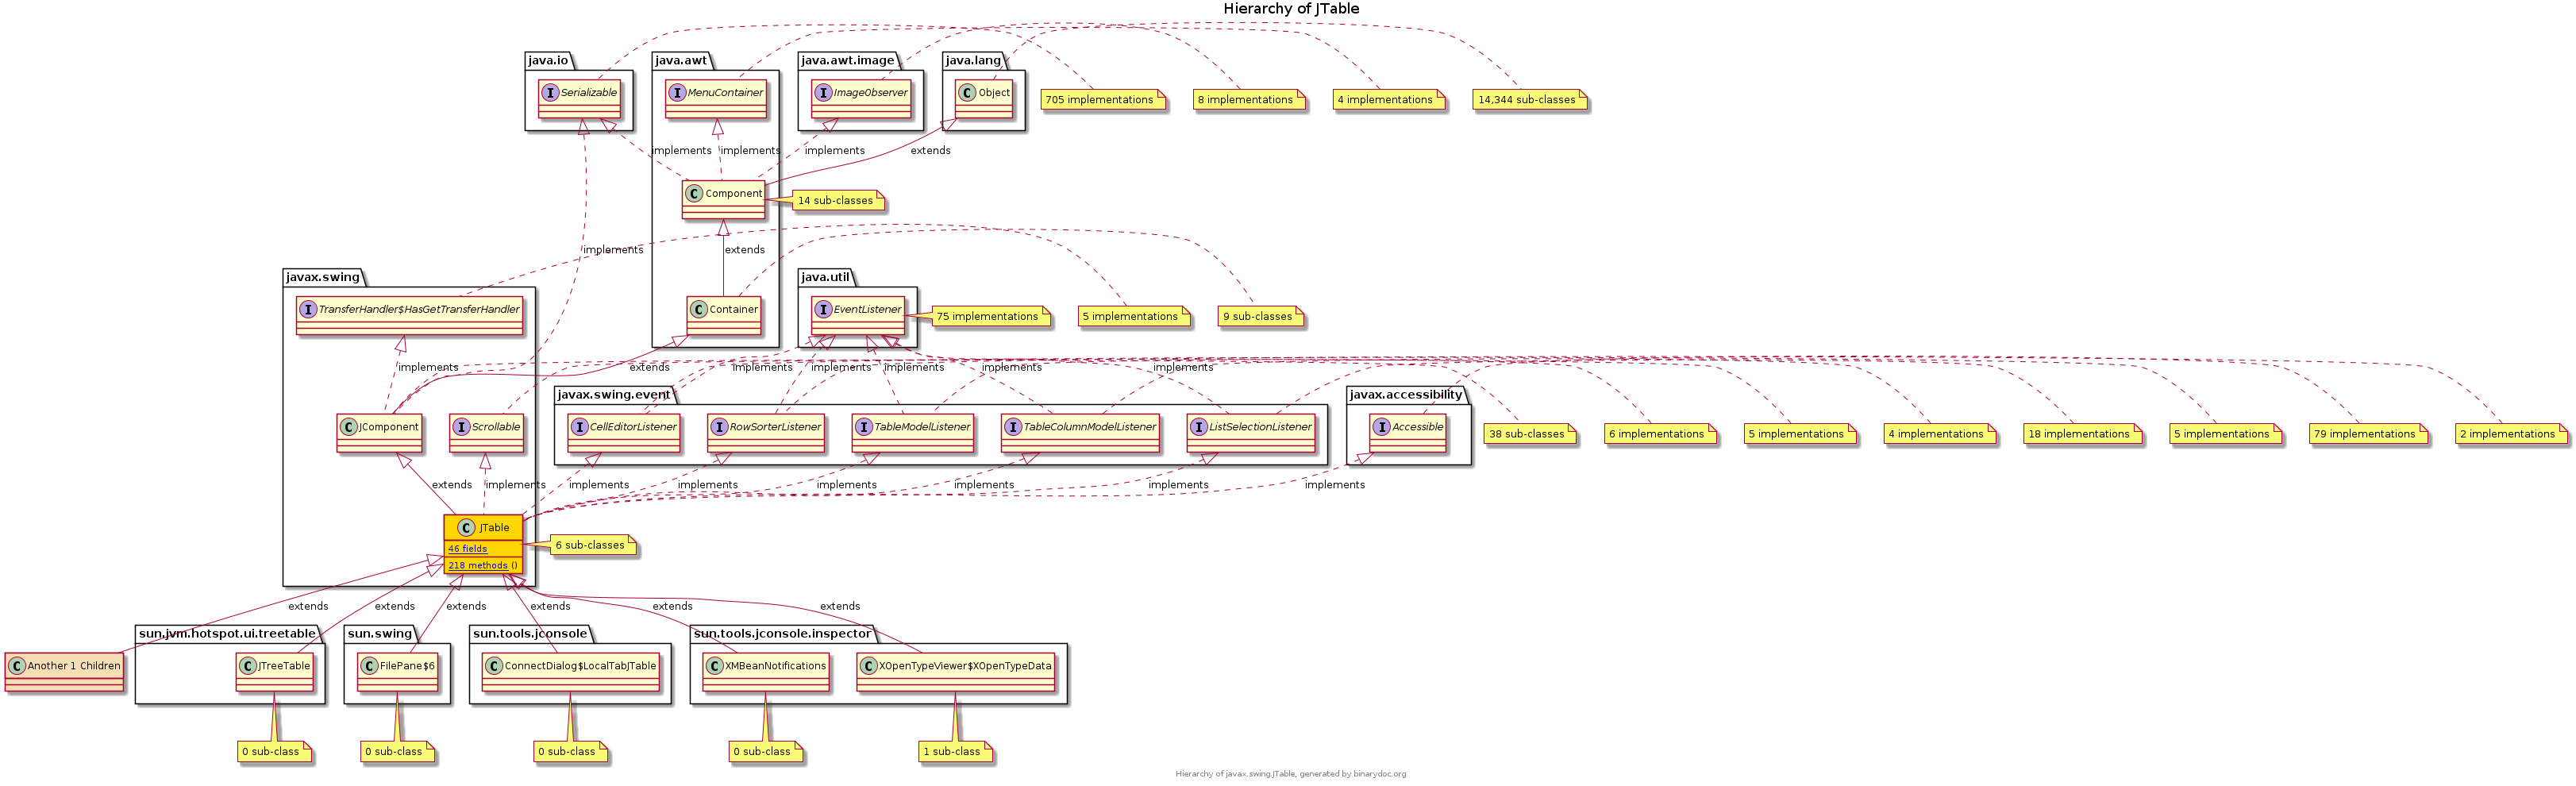 Hierarchy of JTable
java.io
java.awt
java.awt.image
java.lang
I Serializable
I MenuContainer
I ImageObserver
C Object
705 implementations
8 implementations
4 implementations
14,344 sub-classes
implements
implements
implements
extends
C Component
14 sub-classes
implements
extends
javax.swing
java.util
I TransferHandler$HasGetTransferHandler
C Container
I EventListener
75 implementations
5 implementations
9 sub-classes
implements
extends
implements
implements
implements
implements
implements
javax.swing.event
javax.accessibility
C JComponent
I Scrollable
I CellEditorListener
I RowSorterListener
I TableModelListener
I TableColumnModelListener
I ListSelectionListener
I Accessible
38 sub-classes
6 implementations
5 implementations
4 implementations
18 implementations
5 implementations
79 implementations
2 implementations
extends
implements
implements
implements
implements
implements
implements
implements
C JTable
46 fields
218 methods ()
6 sub-classes
extends
extends
extends
extends
extends
extends
sun.jvm.hotspot.ui.treetable
sun.swing
sun.tools.jconsole
sun.tools.jconsole.inspector
C Another 1 Children
C JTreeTable
C FilePane$6
C ConnectDialog$LocalTabJTable
C XMBeanNotifications
C XOpenTypeViewer$XOpenTypeData
0 sub-class
0 sub-class
0 sub-class
0 sub-class
1 sub-class
Hierarchy of javax.swing.JTable, generated by binarydoc.org